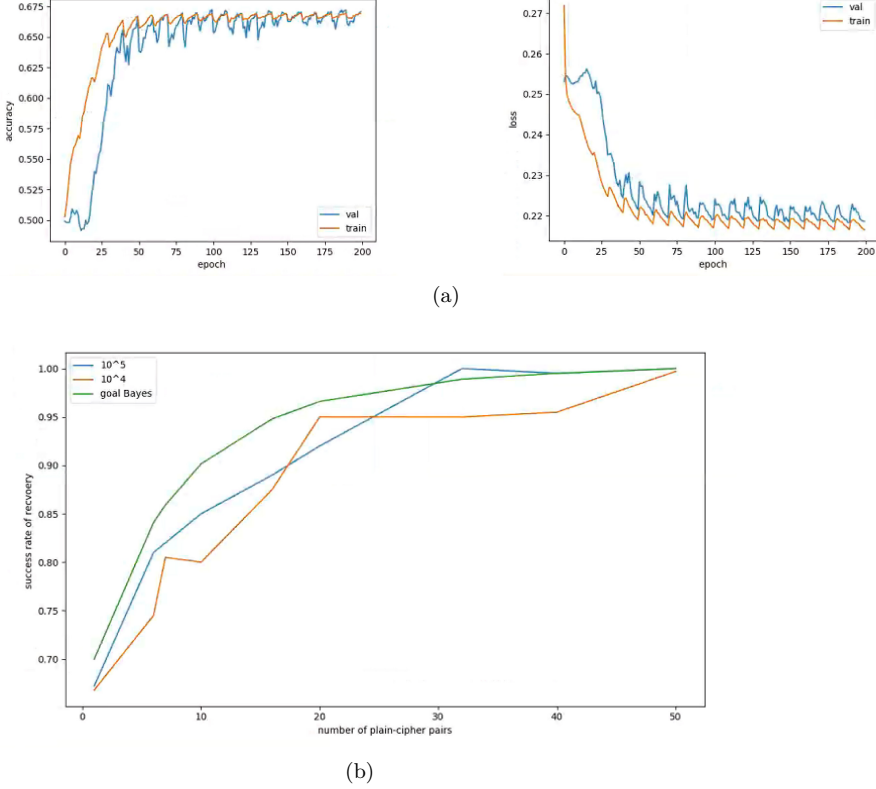 0.675
0.650
0.625
0.600
0.575
0.550
0.525
0.500
accuracy
0 25 50 75 100 125 150 175 200
epoch
val
train
0.27
0.26
0.25
0.24
0.23
0.22
loss
0 25 50 75 100 125 150 175 200
epoch
val
train
(a)
1.00
0.95
0.90
0.85
0.80
0.75
0.70
success rate of recvoery
10^5
10^4
goal Bayes
0 10 20 30 40 50
number of plain-cipher pairs
(b)